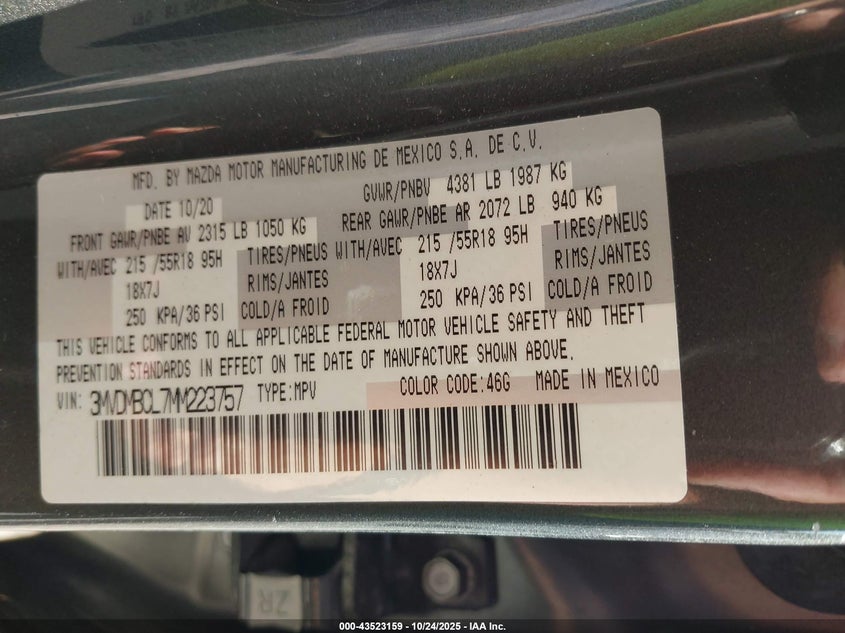 MFD. BY MAZDA MOTOR MANUFACTURING DE MEXICO S.A. DE C.V.
DATE 10/20 GVWR/PNBV 4381 LB 1987 KG
FRONT GAWR/PNBE AV 2315 LB 1050 KG REAR GAWR/PNBE AR 2072 LB 940 KG
WITH/AVEC 215 /55R18 95H TIRES/PNEUS WITH/AVEC 215 /55R18 95H TIRES/PNEUS
18X7J RIMS/JANTES 18X7J RIMS/JANTES
250 KPA/36 PSI COLD/A FROID 250 KPA/36 PSI COLD/A FROID
THIS VEHICLE CONFORMS TO ALL APPLICABLE FEDERAL MOTOR VEHICLE SAFETY AND THEFT
PREVENTION STANDARDS IN EFFECT ON THE DATE OF MANUFACTURE SHOWN ABOVE.
VIN: 3MVDMBCL7MM223757 TYPE:MPV COLOR CODE:46G MADE IN MEXICO
ZR
000-43523159 - 10/24/2025 - IAA Inc.